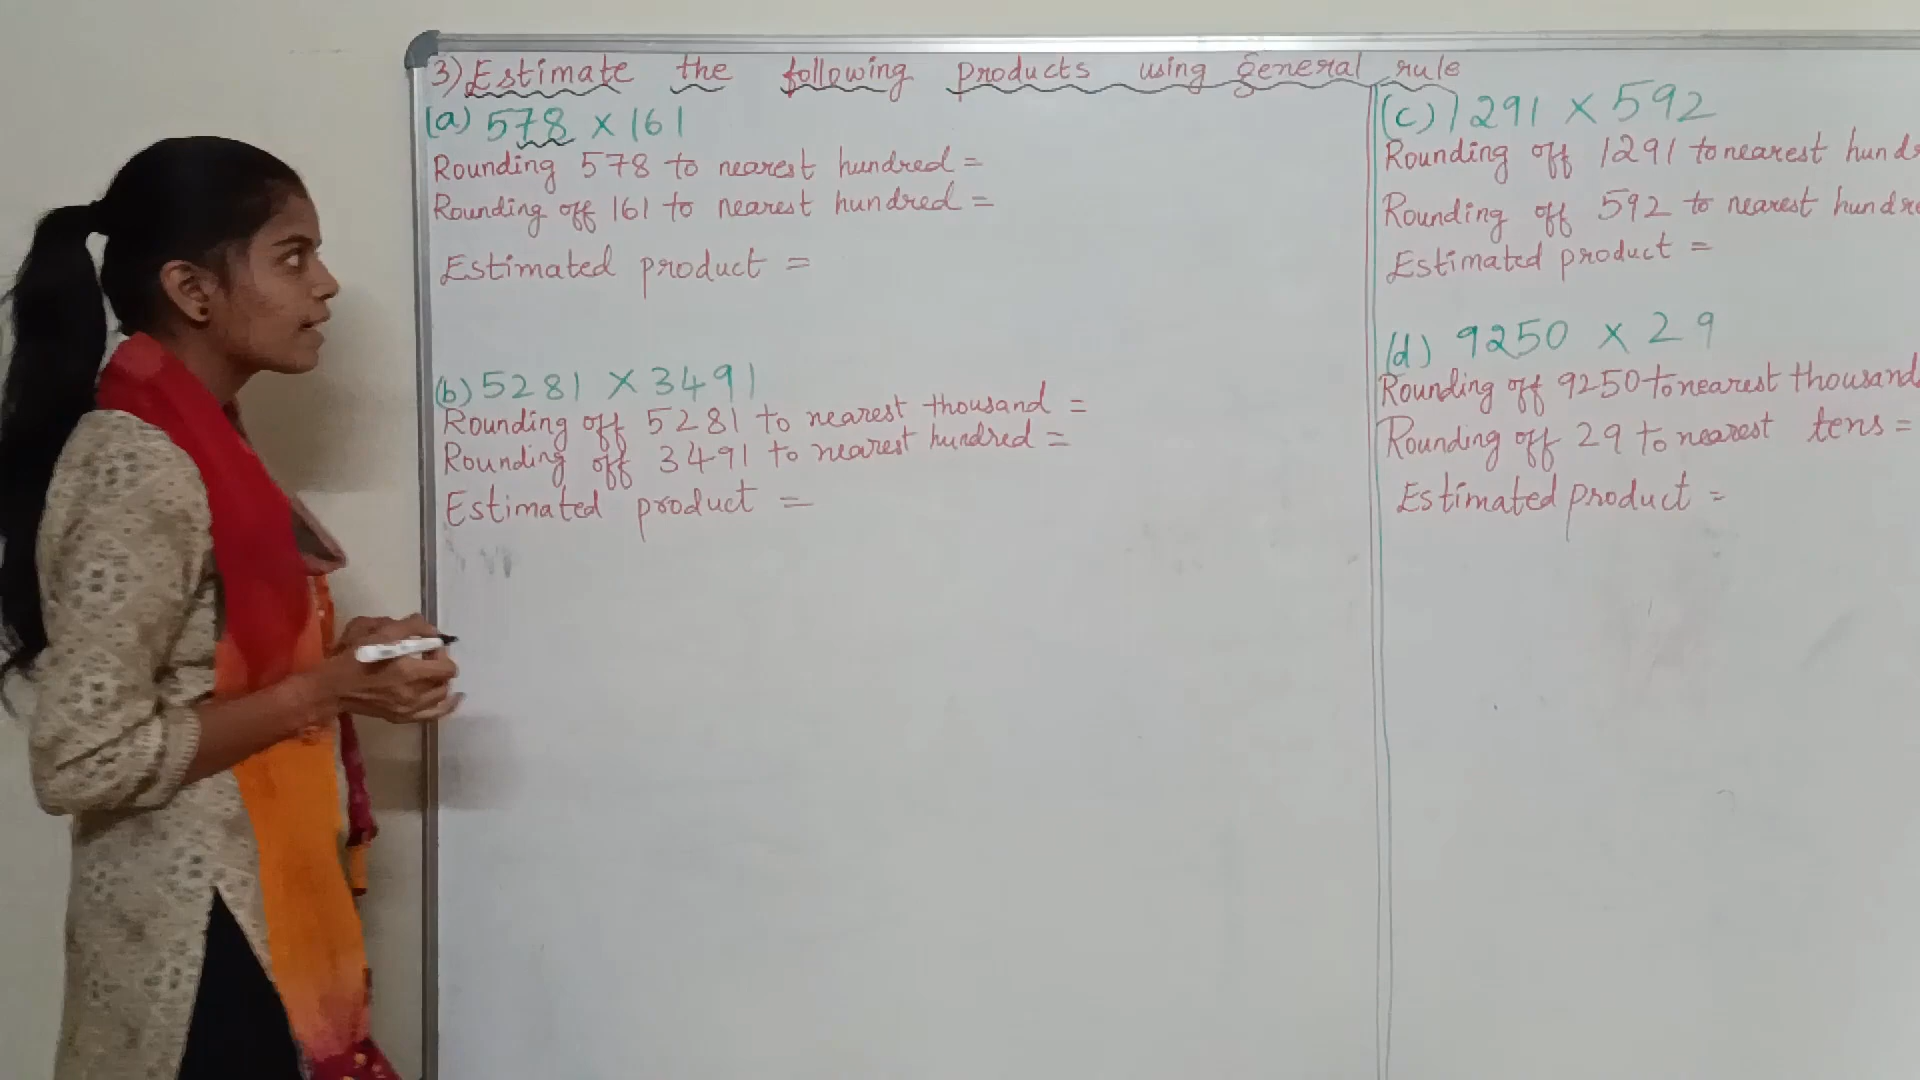 3) Estimate the following products using general rule
(a) 578 × 161
Rounding 578 to nearest hundred =
Rounding off 161 to nearest hundred =
Estimated product =
(b) 5281 × 3491
Rounding off 5281 to nearest thousand =
Rounding off 3491 to nearest hundred =
Estimated product =
(c) 1291 × 592
Rounding off 1291 to nearest hund
Rounding off 592 to nearest hundre
Estimated product =
(d) 9250 × 29
Rounding off 9250 to nearest thousand
Rounding off 29 to nearest tens =
Estimated product =